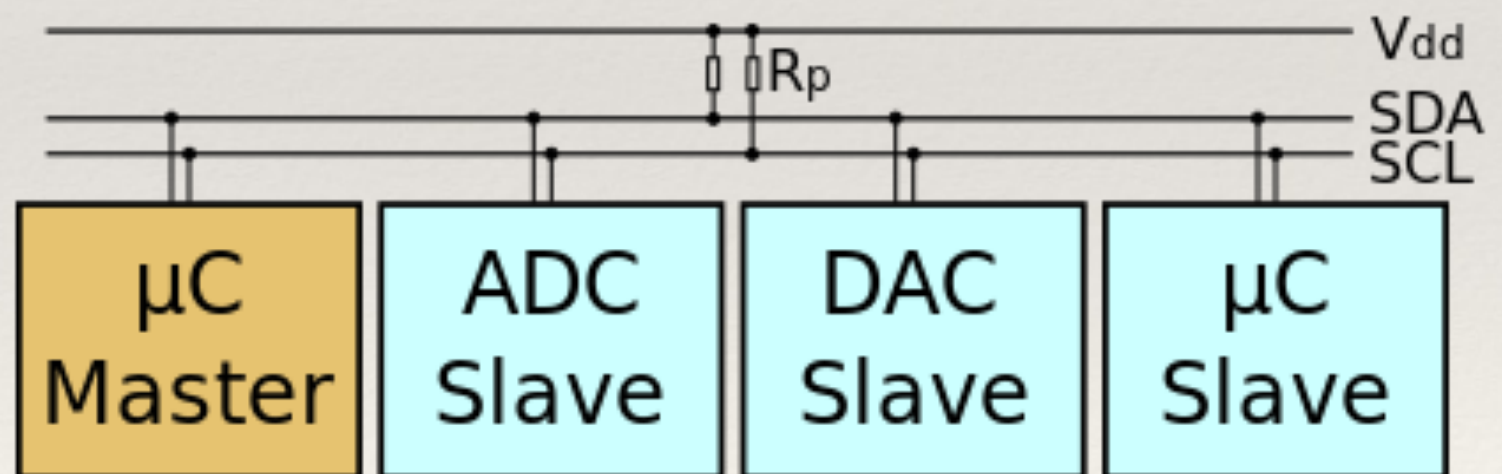 Vdd
Rp
SDA
SCL
µC
Master
ADC
Slave
DAC
Slave
µC
Slave